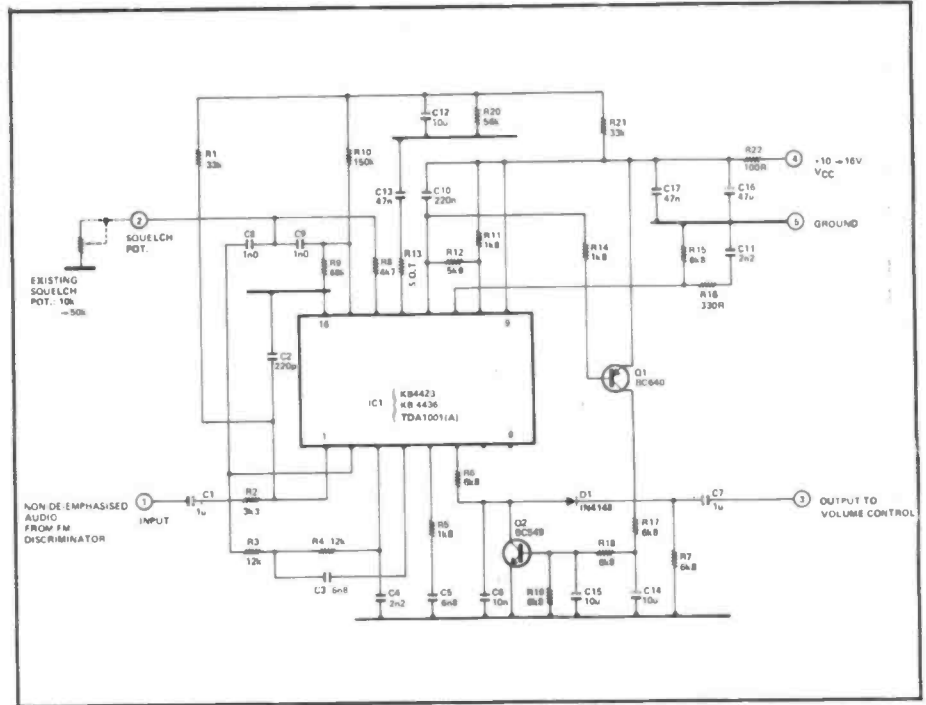 C12
10u
R20
56k
R21
33k
R1
33k
R10
150k
R22
100R
4
+10 → 16V
VCC
C13
47n
C10
220n
C17
47n
C16
47u
2
SQUELCH
POT.
5
GROUND
C8
1n0
C9
1n0
R9
68k
R8
4k7
R13
S.O.T
R12
5k8
R11
1k8
R14
1k8
R15
6k8
C11
2n2
R16
330R
EXISTING
SQUELCH
POT.: 10k
→ 50k
16
9
C2
220p
Q1
BC640
IC1
KB4423
KB 4436
TDA1001(A)
1
8
NON DE-EMPHASISED
AUDIO
FROM FM
DISCRIMINATOR
1
INPUT
C1
1u
R2
3k3
R6
6k8
D1
IN4148
C7
1u
3
OUTPUT TO
VOLUME CONTROL
R3
12k
R4 12k
C3 6n8
R5
1k8
Q2
BC549
R18
6k8
R17
6k8
R7
6k8
C4
2n2
C5
6n8
C6
10n
R19
6k8
C15
10u
C14
10u